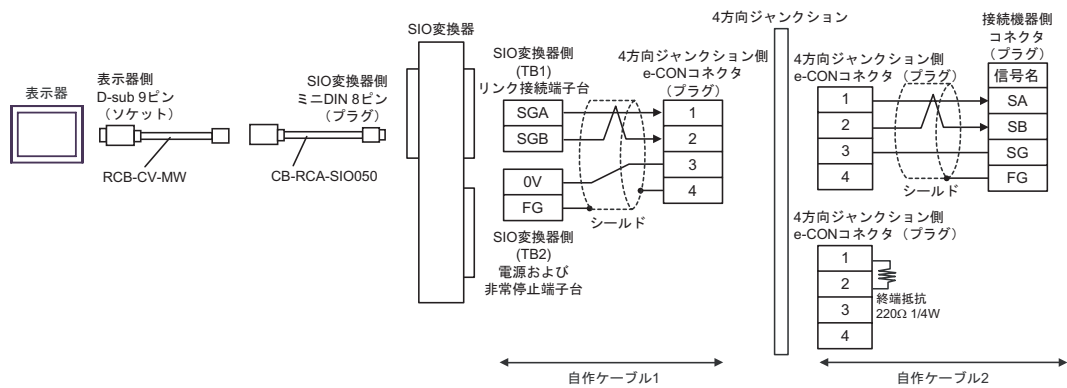 表示器
表示器側
D-sub 9ピン
(ソケット)
RCB-CV-MW
SIO変換器側
ミニDIN 8ピン
(プラグ)
CB-RCA-SIO050
SIO変換器
SIO変換器側
(TB1)
リンク接続端子台
SGA
SGB
0V
FG
SIO変換器側
(TB2)
電源および
非常停止端子台
シールド
4方向ジャンクション側
e-CONコネクタ
(プラグ)
1
2
3
4
自作ケーブル1
4方向ジャンクション
4方向ジャンクション側
e-CONコネクタ(プラグ)
1
2
3
4
シールド
接続機器側
コネクタ
(プラグ)
信号名
SA
SB
SG
FG
4方向ジャンクション側
e-CONコネクタ(プラグ)
1
2
3
4
終端抵抗
220Ω 1/4W
自作ケーブル2